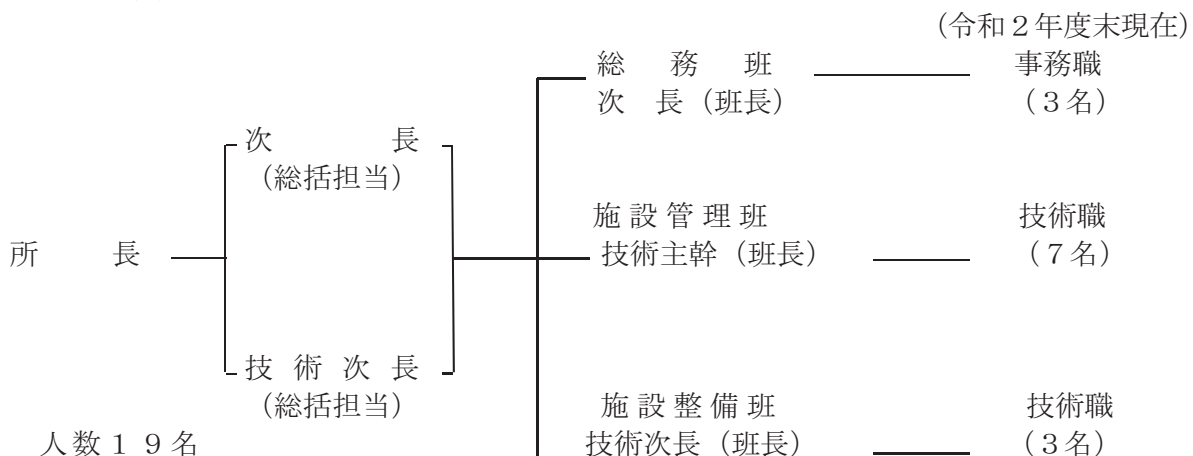 (令和２年度末現在)
総務班 事務職
次長（班長） （３名）
次長
（総括担当）
施設管理班 技術職
所長 技術主幹（班長） （７名）
技術次長
（総括担当） 施設整備班 技術職
人数１９名 技術次長（班長） （３名）